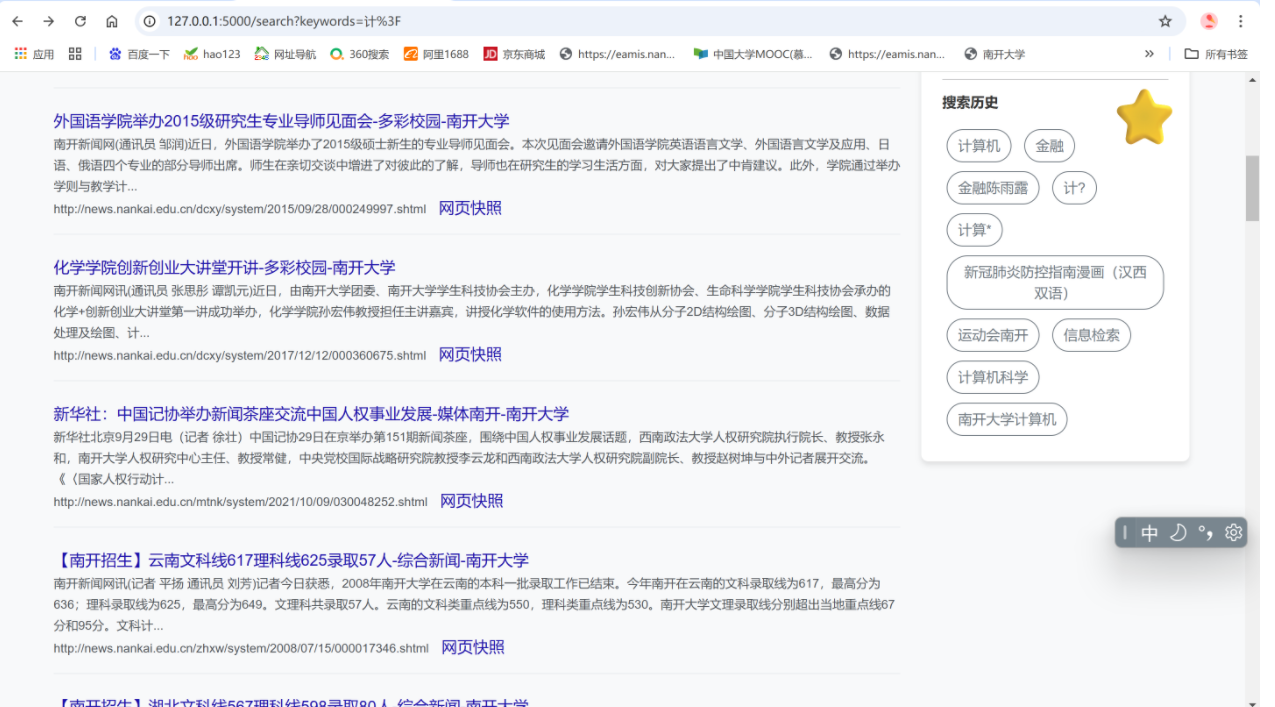 127.0.0.1:5000/search?keywords=计%3F
应用 百度一下 hao123 网址导航 360搜索 阿里1688 京东商城 https://eamis.nan... 中国大学MOOC(慕... https://eamis.nan... 南开大学 » 所有书签
外国语学院举办2015级研究生专业导师见面会-多彩校园-南开大学
南开新闻网(通讯员 邹润)近日，外国语学院举办了2015级硕士新生的专业导师见面会。本次见面会邀请外国语学院英语语言文学、外国语言文学及应用、日
语、俄语四个专业的部分导师出席。师生在亲切交谈中增进了对彼此的了解，导师也在研究生的学习生活方面，对大家提出了中肯建议。此外，学院通过举办
学则与教学计...
http://news.nankai.edu.cn/dcxy/system/2015/09/28/000249997.shtml 网页快照
化学学院创新创业大讲堂开讲-多彩校园-南开大学
南开新闻网讯(通讯员 张思彤 谭凯元)近日，由南开大学团委、南开大学学生科技协会主办，化学学院学生科技创新协会、生命科学学院学生科技协会承办的
化学+创新创业大讲堂第一讲成功举办，化学学院孙宏伟教授担任主讲嘉宾，讲授化学软件的使用方法。孙宏伟从分子2D结构绘图、分子3D结构绘图、数据
处理及绘图、计...
http://news.nankai.edu.cn/dcxy/system/2017/12/12/000360675.shtml 网页快照
新华社：中国记协举办新闻茶座交流中国人权事业发展-媒体南开-南开大学
新华社北京9月29日电（记者 徐壮）中国记协29日在京举办第151期新闻茶座，围绕中国人权事业发展话题，西南政法大学人权研究院执行院长、教授张永
和，南开大学人权研究中心主任、教授常健，中央党校国际战略研究院教授李云龙和西南政法大学人权研究院副院长、教授赵树坤与中外记者展开交流。
《（国家人权行动计...
http://news.nankai.edu.cn/mtnk/system/2021/10/09/030048252.shtml 网页快照
【南开招生】云南文科线617理科线625录取57人-综合新闻-南开大学
南开新闻网讯(记者 平扬 通讯员 刘芳)记者今日获悉，2008年南开大学在云南的本科一批录取工作已结束。今年南开在云南的文科录取线为617，最高分为
636；理科录取线为625，最高分为649。文理科共录取57人。云南的文科类重点线为550，理科类重点线为530。南开大学文理录取线分别超出当地重点线67
分和95分。文科计...
http://news.nankai.edu.cn/zhxw/system/2008/07/15/000017346.shtml 网页快照
【南开招生】湖北文科线567理科线598录取80人-综合新闻-南开大学
搜索历史
计算机 金融
金融陈雨露 计?
计算*
新冠肺炎防控指南漫画（汉西
双语）
运动会南开 信息检索
计算机科学
南开大学计算机
中